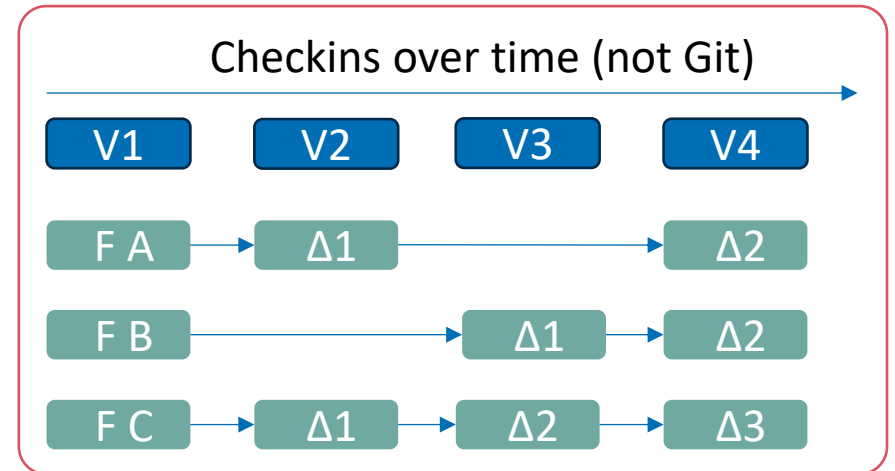 Checkins over time (not Git)
V1 V2 V3 V4
F A Δ1 Δ2
F B Δ1 Δ2
F C Δ1 Δ2 Δ3